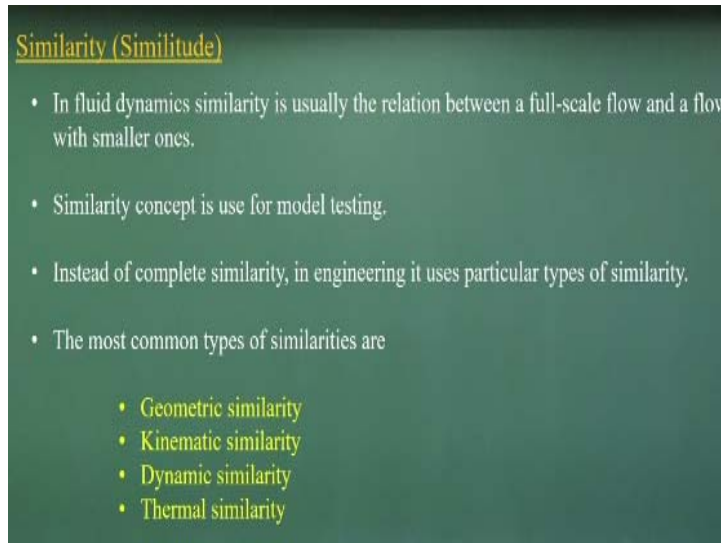 Similarity (Similitude)
• In fluid dynamics similarity is usually the relation between a full-scale flow and a flow
with smaller ones.
• Similarity concept is use for model testing.
• Instead of complete similarity, in engineering it uses particular types of similarity.
• The most common types of similarities are
• Geometric similarity
• Kinematic similarity
• Dynamic similarity
• Thermal similarity